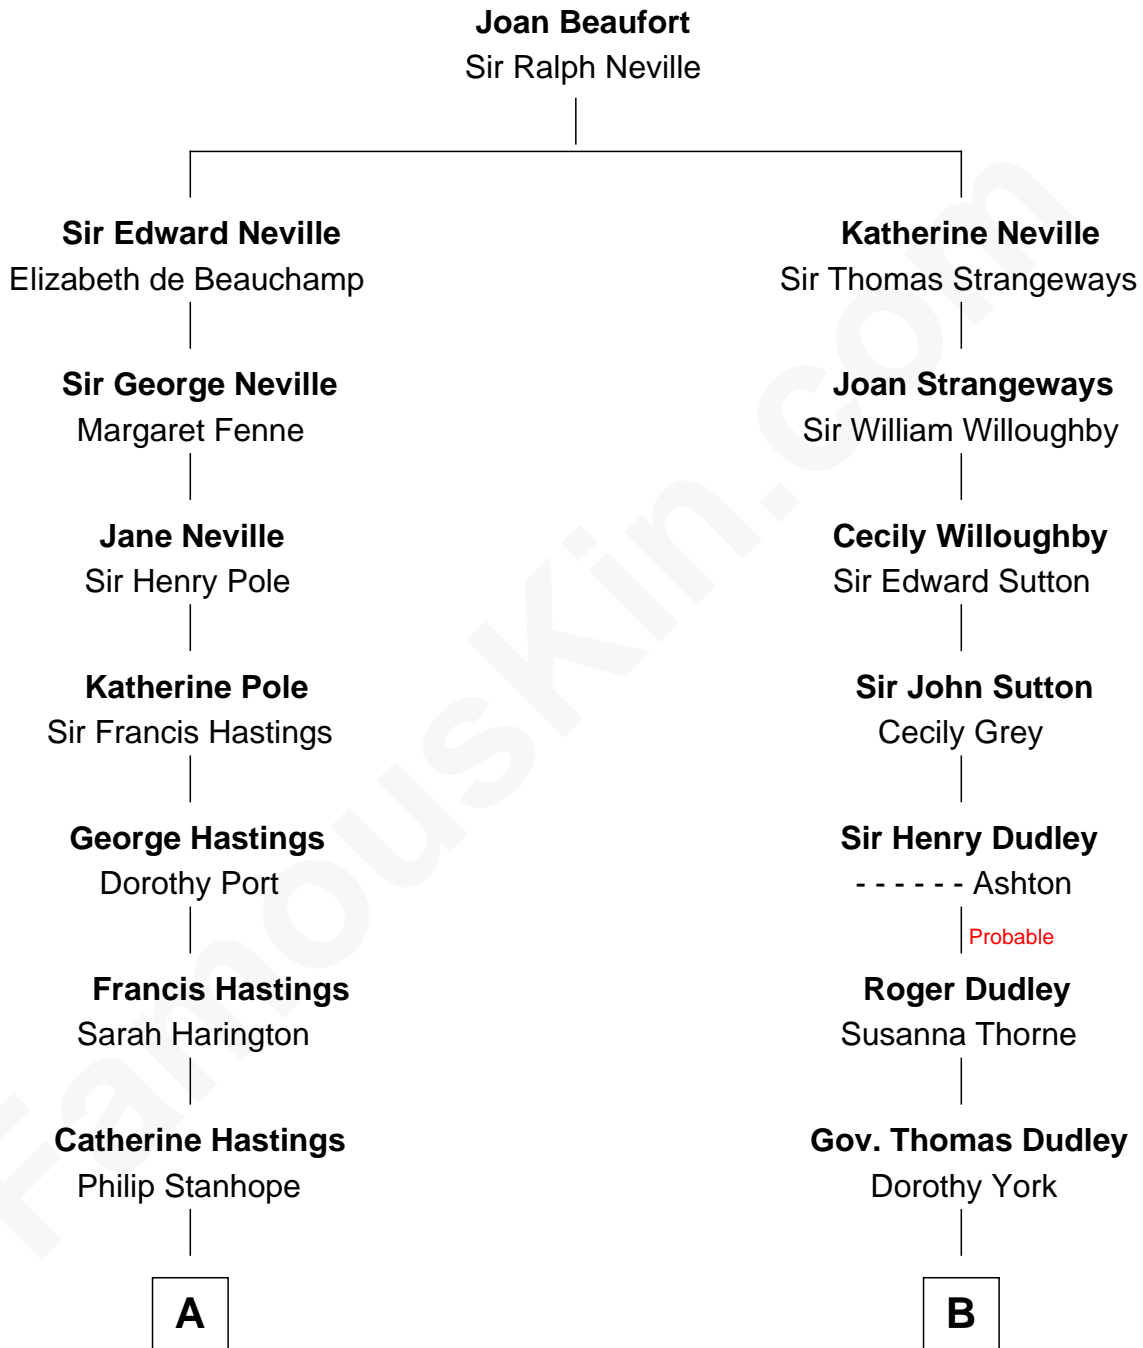 Joan Beaufort
Sir Ralph Neville
Sir Edward Neville
Elizabeth de Beauchamp
Katherine Neville
Sir Thomas Strangeways
Sir George Neville
Margaret Fenne
Joan Strangeways
Sir William Willoughby
Jane Neville
Sir Henry Pole
Cecily Willoughby
Sir Edward Sutton
Katherine Pole
Sir Francis Hastings
Sir John Sutton
Cecily Grey
George Hastings
Dorothy Port
Sir Henry Dudley
- - - - - - Ashton
Probable
Francis Hastings
Sarah Harington
Roger Dudley
Susanna Thorne
Catherine Hastings
Philip Stanhope
Gov. Thomas Dudley
Dorothy York
A
B
FamousKin.com